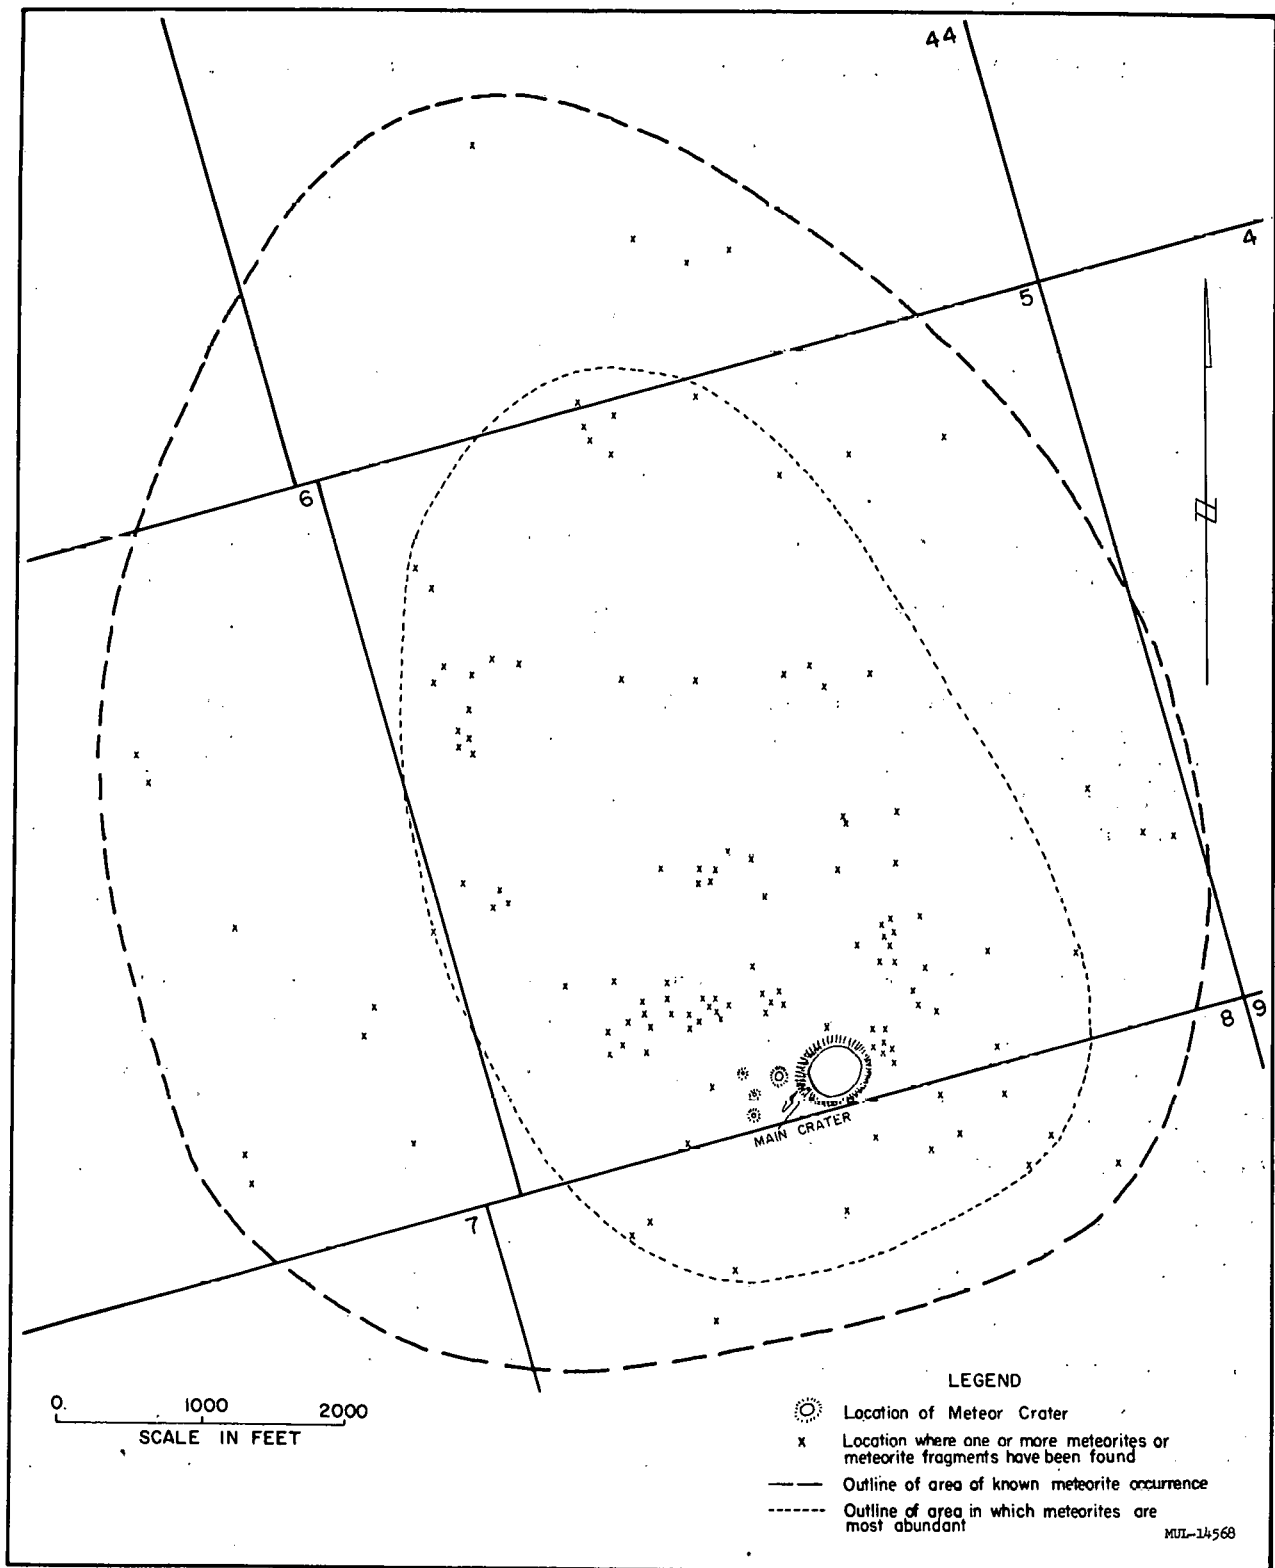 44
4
5
6
8 9
MAIN CRATER
7
0. 1000 2000
SCALE IN FEET
LEGEND
Location of Meteor Crater
x Location where one or more meteorites or
meteorite fragments have been found
Outline of area of known meteorite occurrence
Outline of area in which meteorites are
most abundant
MUL-14568